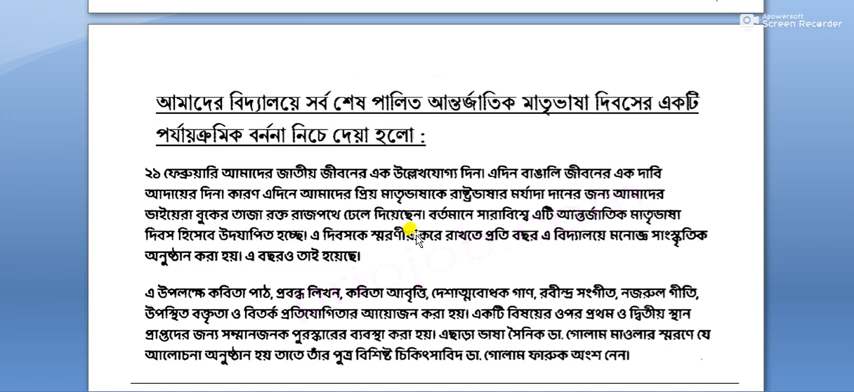 Apowersoft
Screen Recorder
আমাদের বিদ্যালয়ে সর্ব শেষ পালিত আন্তর্জাতিক মাতৃভাষা দিবসের একটি
পর্যায়ক্রমিক বর্ননা নিচে দেয়া হলো :
২১ ফেব্রুয়ারি আমাদের জাতীয় জীবনের এক উল্লেখযোগ্য দিন। এদিন বাঙালি জীবনের এক দাবি
আদায়ের দিন। কারণ এদিনে আমাদের প্রিয় মাতৃভাষাকে রাষ্ট্রভাষার মর্যাদা দানের জন্য আমাদের
ভাইয়েরা বুকের তাজা রক্ত রাজপথে ঢেলে দিয়েছেন। বর্তমানে সারাবিশ্বে এটি আন্তর্জাতিক মাতৃভাষা
দিবস হিসেবে উদযাপিত হচ্ছে। এ দিবসকে স্মরণীয় করে রাখতে প্রতি বছর এ বিদ্যালয়ে মনোজ্ঞ সাংস্কৃতিক
অনুষ্ঠান করা হয়। এ বছরও তাই হয়েছে।
এ উপলক্ষে কবিতা পাঠ, প্রবন্ধ লিখন, কবিতা আবৃত্তি, দেশাত্মবোধক গাণ, রবীন্দ্র সংগীত, নজরুল গীতি,
উপস্থিত বক্তৃতা ও বিতর্ক প্রতিযোগিতার আয়োজন করা হয়। একটি বিষয়ের ওপর প্রথম ও দ্বিতীয় স্থান
প্রাপ্তদের জন্য সম্মানজনক পুরস্কারের ব্যবস্থা করা হয়। এছাড়া ভাষা সৈনিক ডা. গোলাম মাওলার স্মরণে যে
আলোচনা অনুষ্ঠান হয় তাতে তাঁর পুত্র বিশিষ্ট চিকিৎসাবিদ ডা. গোলাম ফারুক অংশ নেন।